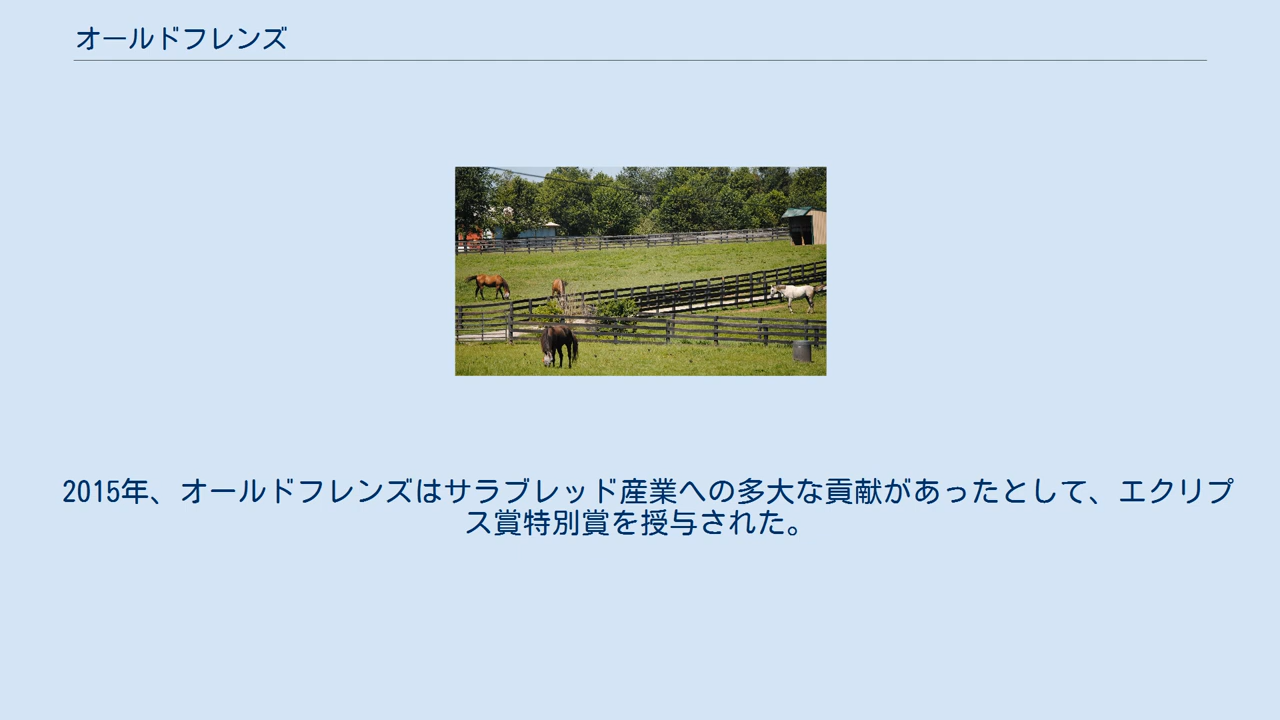 オールドフレンズ
2015年、オールドフレンズはサラブレッド産業への多大な貢献があったとして、エクリプ
ス賞特別賞を授与された。